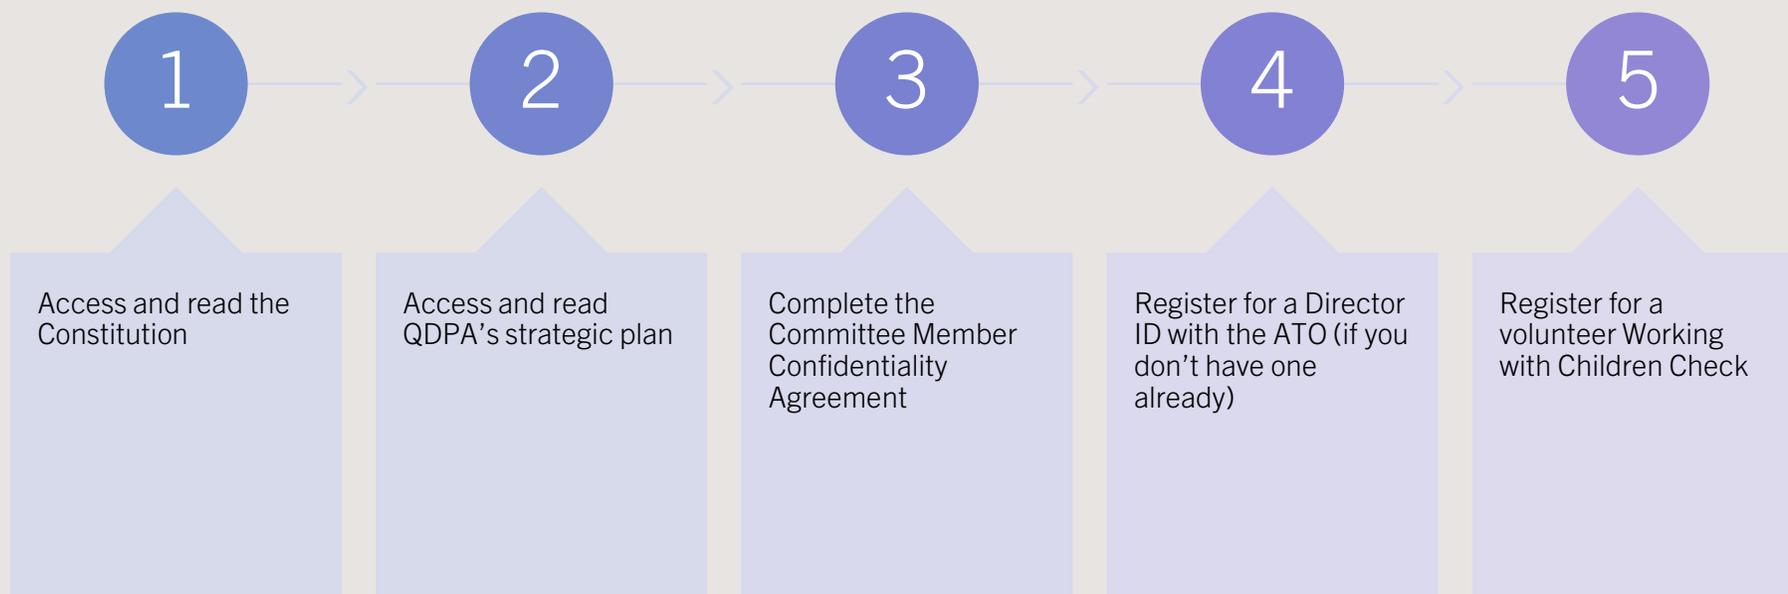 1
2
3
4
5
Access and read the
Constitution
Access and read
QDPA’s strategic plan
Complete the
Committee Member
Confidentiality
Agreement
Register for a Director
ID with the ATO (if you
don’t have one
already)
Register for a
volunteer Working
with Children Check